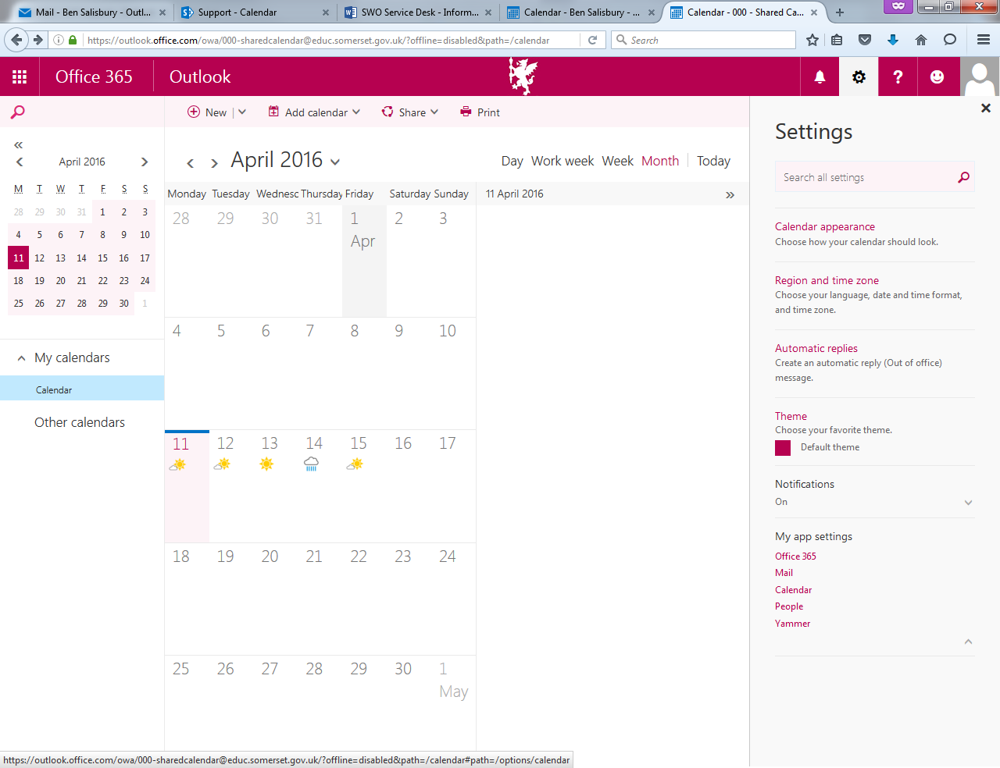 Mail - Ben Salisbury - Outl...
Support - Calendar
SWO Service Desk - Inform...
Calendar - Ben Salisbury - ...
Calendar - 000 - Shared Ca...
https://outlook.office.com/owa/000-sharedcalendar@educ.somerset.gov.uk/?offline=disabled&path=/calendar
Search
Office 365
Outlook
?
New
Add calendar
Share
Print
April 2016
M T W T F S S
28 29 30 31 1 2 3
4 5 6 7 8 9 10
11 12 13 14 15 16 17
18 19 20 21 22 23 24
25 26 27 28 29 30 1
My calendars
Calendar
Other calendars
April 2016
Day Work week Week Month Today
Monday Tuesday Wednesc Thursday Friday Saturday Sunday
28 29 30 31 1 Apr 2 3
4 5 6 7 8 9 10
11 12 13 14 15 16 17
18 19 20 21 22 23 24
25 26 27 28 29 30 1 May
11 April 2016
Settings
Search all settings
Calendar appearance
Choose how your calendar should look.
Region and time zone
Choose your language, date and time format,
and time zone.
Automatic replies
Create an automatic reply (Out of office)
message.
Theme
Choose your favorite theme.
Default theme
Notifications
On
My app settings
Office 365
Mail
Calendar
People
Yammer
https://outlook.office.com/owa/000-sharedcalendar@educ.somerset.gov.uk/?offline=disabled&path=/calendar#path=/options/calendar